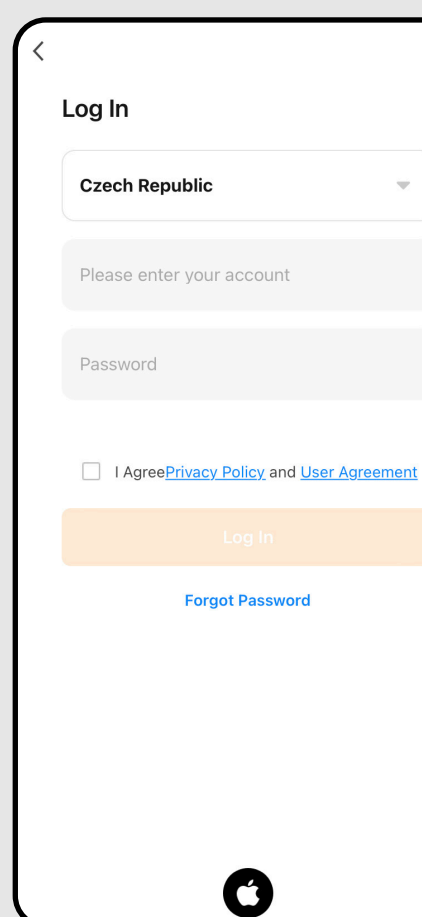 Log In
Czech Republic
Please enter your account
Password
I AgreePrivacy Policy and User Agreement
Log In
Forgot Password